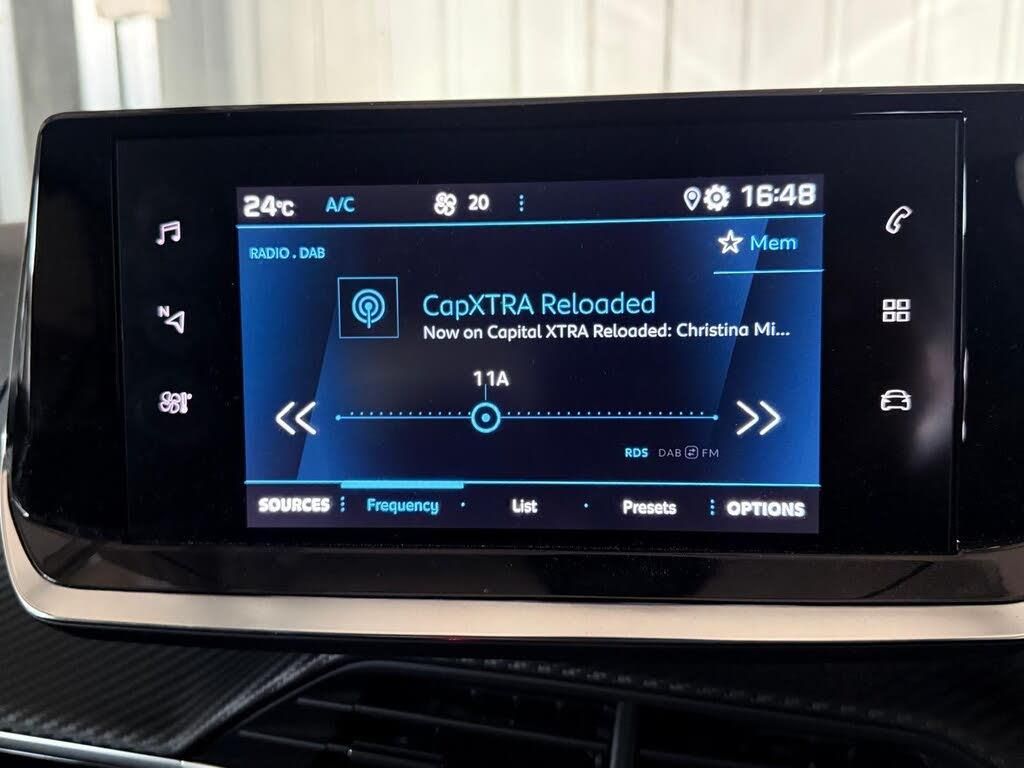 24°C A/C 20 16:48
RADIO . DAB
Mem
CapXTRA Reloaded
Now on Capital XTRA Reloaded: Christina Mi...
11A
RDS DAB FM
SOURCES Frequency List Presets OPTIONS
N